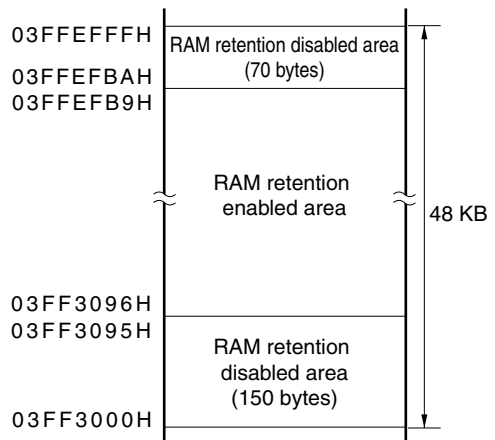 03FFEFFFH
RAM retention disabled area
(70 bytes)
03FFEFBAH
03FFEFB9H
RAM retention
enabled area
48 KB
03FF3096H
03FF3095H
RAM retention
disabled area
(150 bytes)
03FF3000H